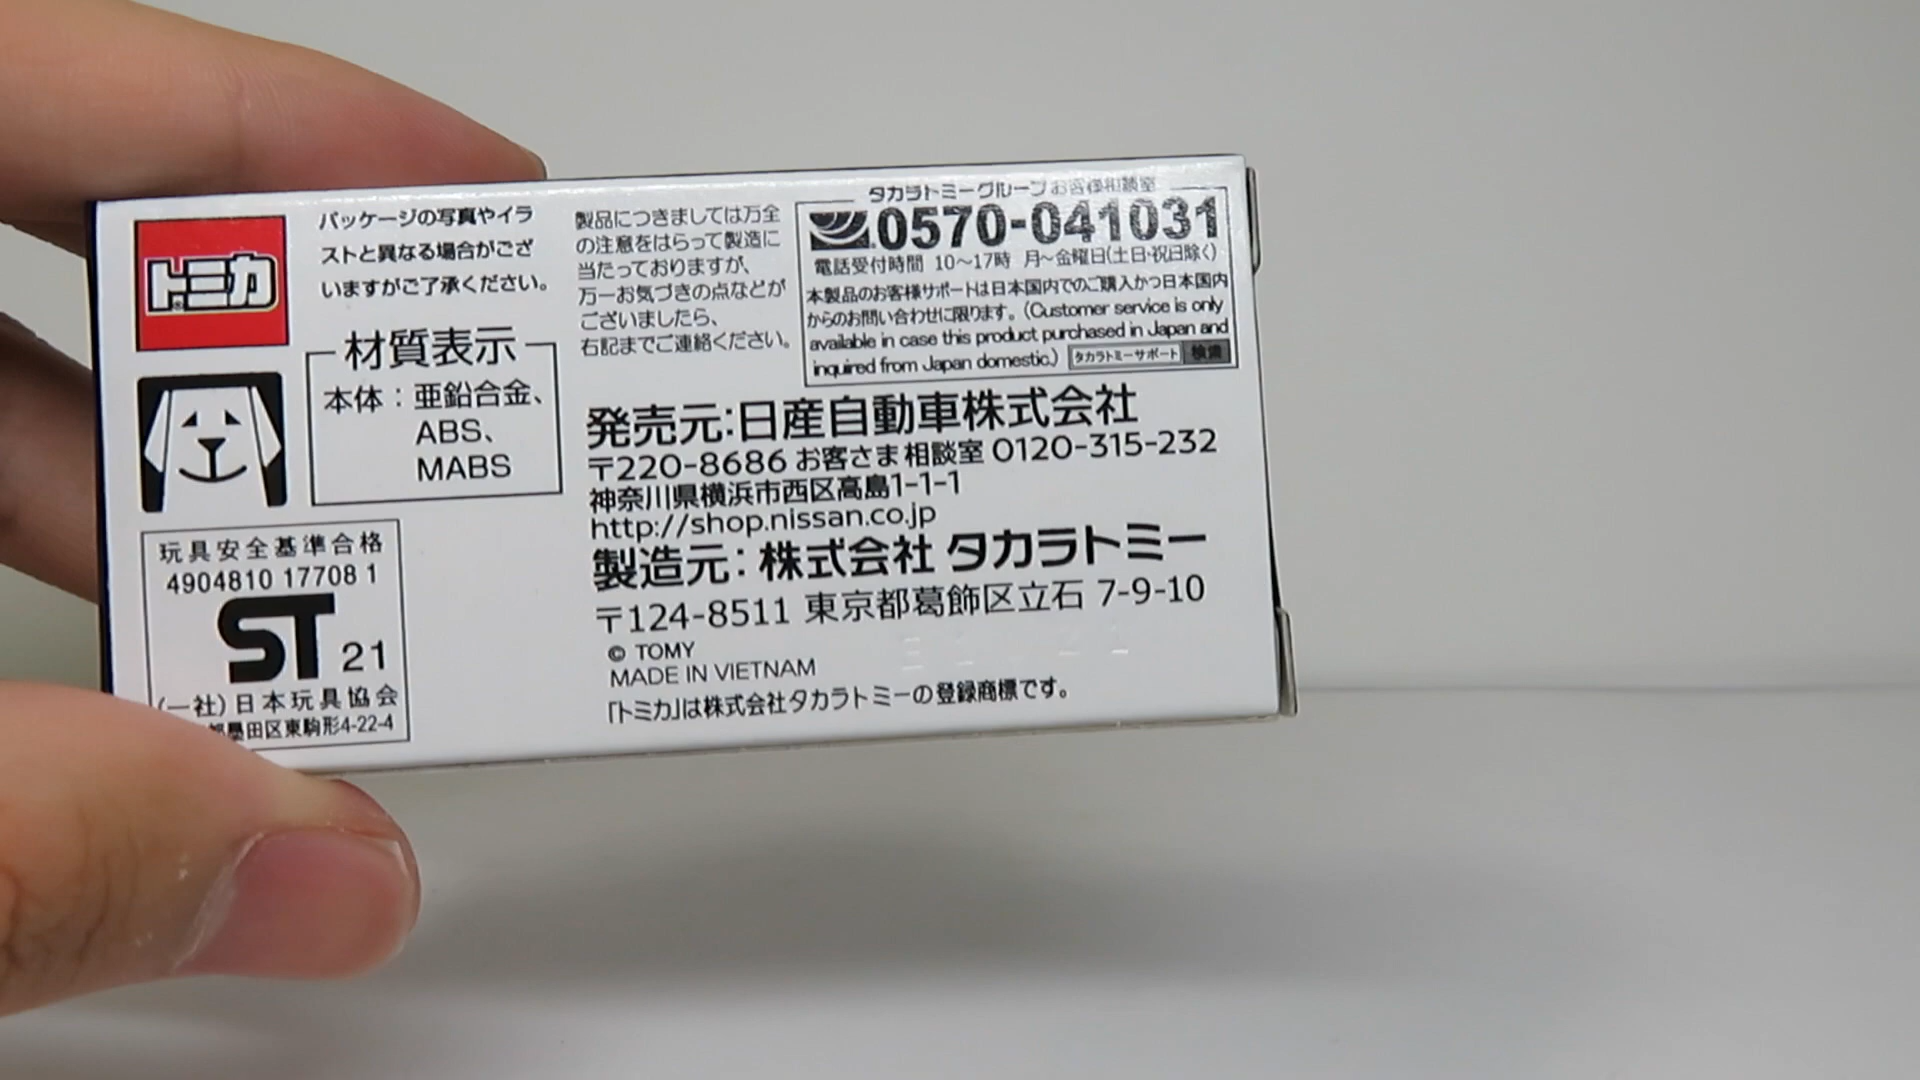 トミカ
パッケージの写真やイラ
ストと異なる場合がござ
いますがご了承ください。
材質表示
本体：亜鉛合金、
ABS、
MABS
玩具安全基準合格
4904810 17708 1
ST 21
(一社)日本玩具協会
墨田区東駒形4-22-4
製品につきましては万全
の注意をはらって製造に
当たっておりますが、
万一お気づきの点などが
ございましたら、
右記までご連絡ください。
タカラトミーグループお客様相談室
0570-041031
電話受付時間 10～17時 月～金曜日(土日・祝日除く)
本製品のお客様サポートは日本国内でのご購入かつ日本国内
からのお問い合わせに限ります。(Customer service is only
available in case this product purchased in Japan and
inquired from Japan domestic.) タカラトミーサポート 検索
発売元:日産自動車株式会社
〒220-8686 お客さま相談室 0120-315-232
神奈川県横浜市西区高島1-1-1
http://shop.nissan.co.jp
製造元：株式会社 タカラトミー
〒124-8511 東京都葛飾区立石 7-9-10
© TOMY
MADE IN VIETNAM
「トミカ」は株式会社タカラトミーの登録商標です。